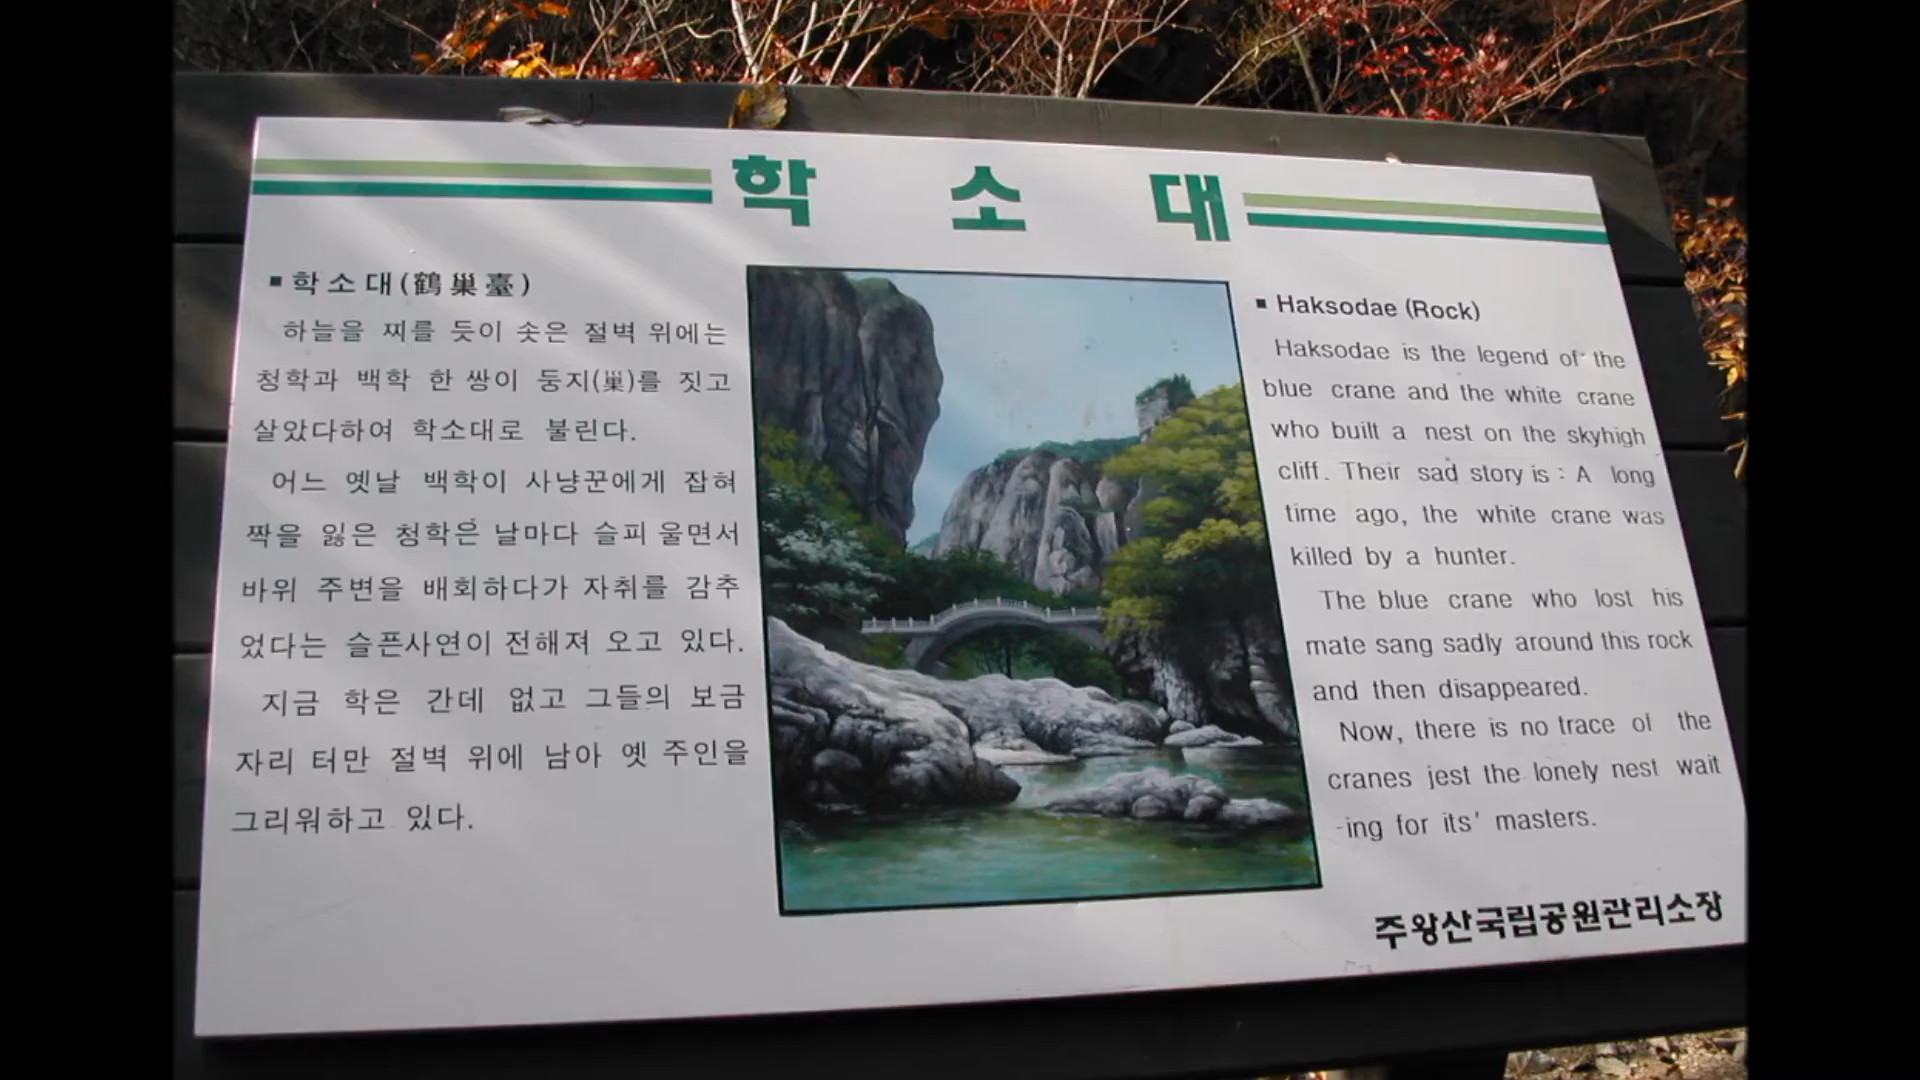 학 소 대
▪ 학 소 대 (鶴 巢 臺)
하늘을 찌를 듯이 솟은 절벽 위에는
청학과 백학 한 쌍이 둥지(巢)를 짓고
살았다하여 학소대로 불린다.
어느 옛날 백학이 사냥꾼에게 잡혀
짝을 잃은 청학은 날마다 슬피 울면서
바위 주변을 배회하다가 자취를 감추
었다는 슬픈사연이 전해져 오고 있다.
지금 학은 간데 없고 그들의 보금
자리 터만 절벽 위에 남아 옛 주인을
그리워하고 있다.
▪ Haksodae (Rock)
Haksodae is the legend of the
blue crane and the white crane
who built a nest on the skyhigh
cliff. Their sad story is : A long
time ago, the white crane was
killed by a hunter.
The blue crane who lost his
mate sang sadly around this rock
and then disappeared.
Now, there is no trace of the
cranes jest the lonely nest wait
-ing for its' masters.
주왕산국립공원관리소장